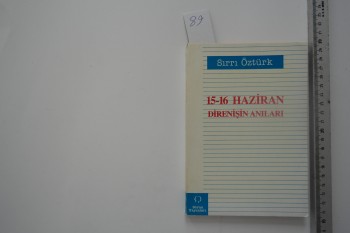 89
Sırrı Öztürk
15-16 HAZİRAN
DİRENİŞİN ANILARI